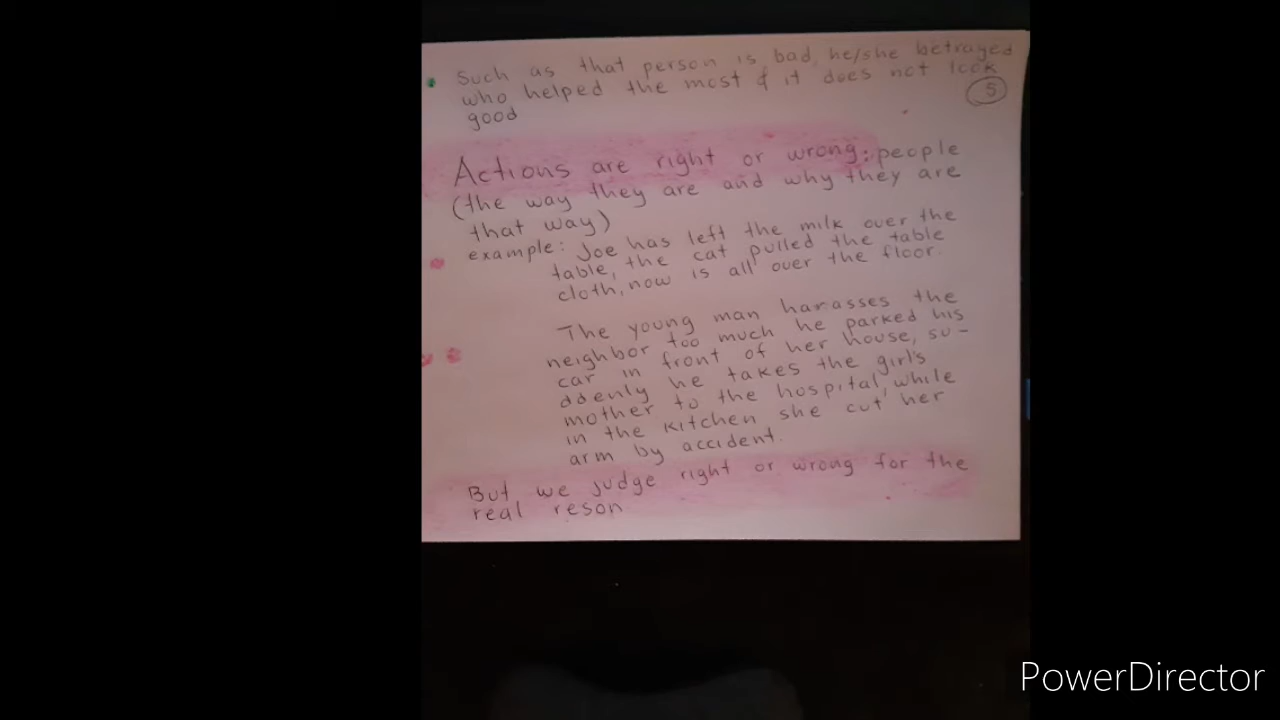 Such as that person is bad, he/she betrayed
who helped the most & it does not look
good
5
Actions are right or wrong: people
(the way they are and why they are
that way)
example: Joe has left the milk over the
table, the cat pulled the table
cloth, now is all over the floor.
The young man harasses the
neighbor too much he parked his
car in front of her house, su-
ddenly he takes the girl's
mother to the hospital, while
in the kitchen she cut her
arm by accident.
But we judge right or wrong for the
real reson
PowerDirector